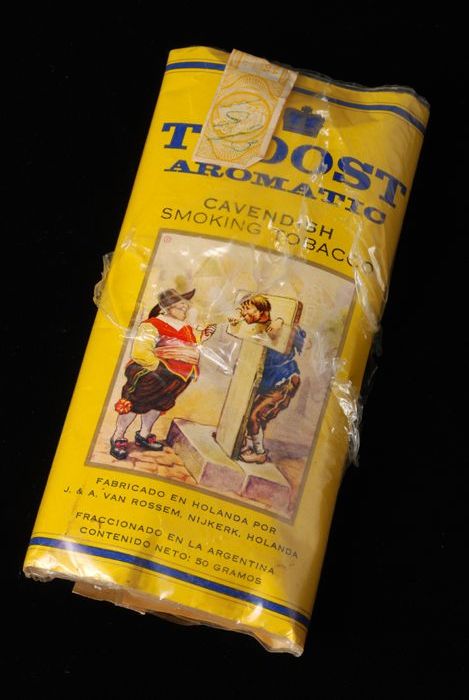 TROOST
AROMATIC
CAVENDISH
SMOKING TOBACCO
FABRICADO EN HOLANDA POR
J. & A. VAN ROSSEM, NIJKERK, HOLANDA
FRACCIONADO EN LA ARGENTINA
CONTENIDO NETO: 50 GRAMOS